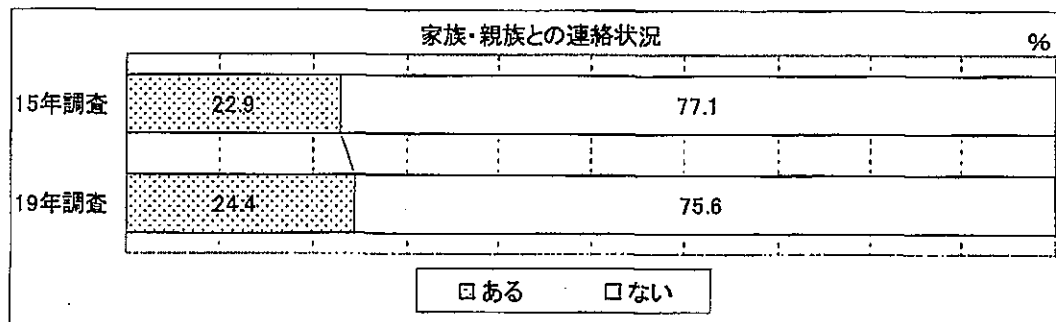 家族・親族との連絡状況
%
15年調査 22.9 77.1
19年調査 24.4 75.6
ある ない